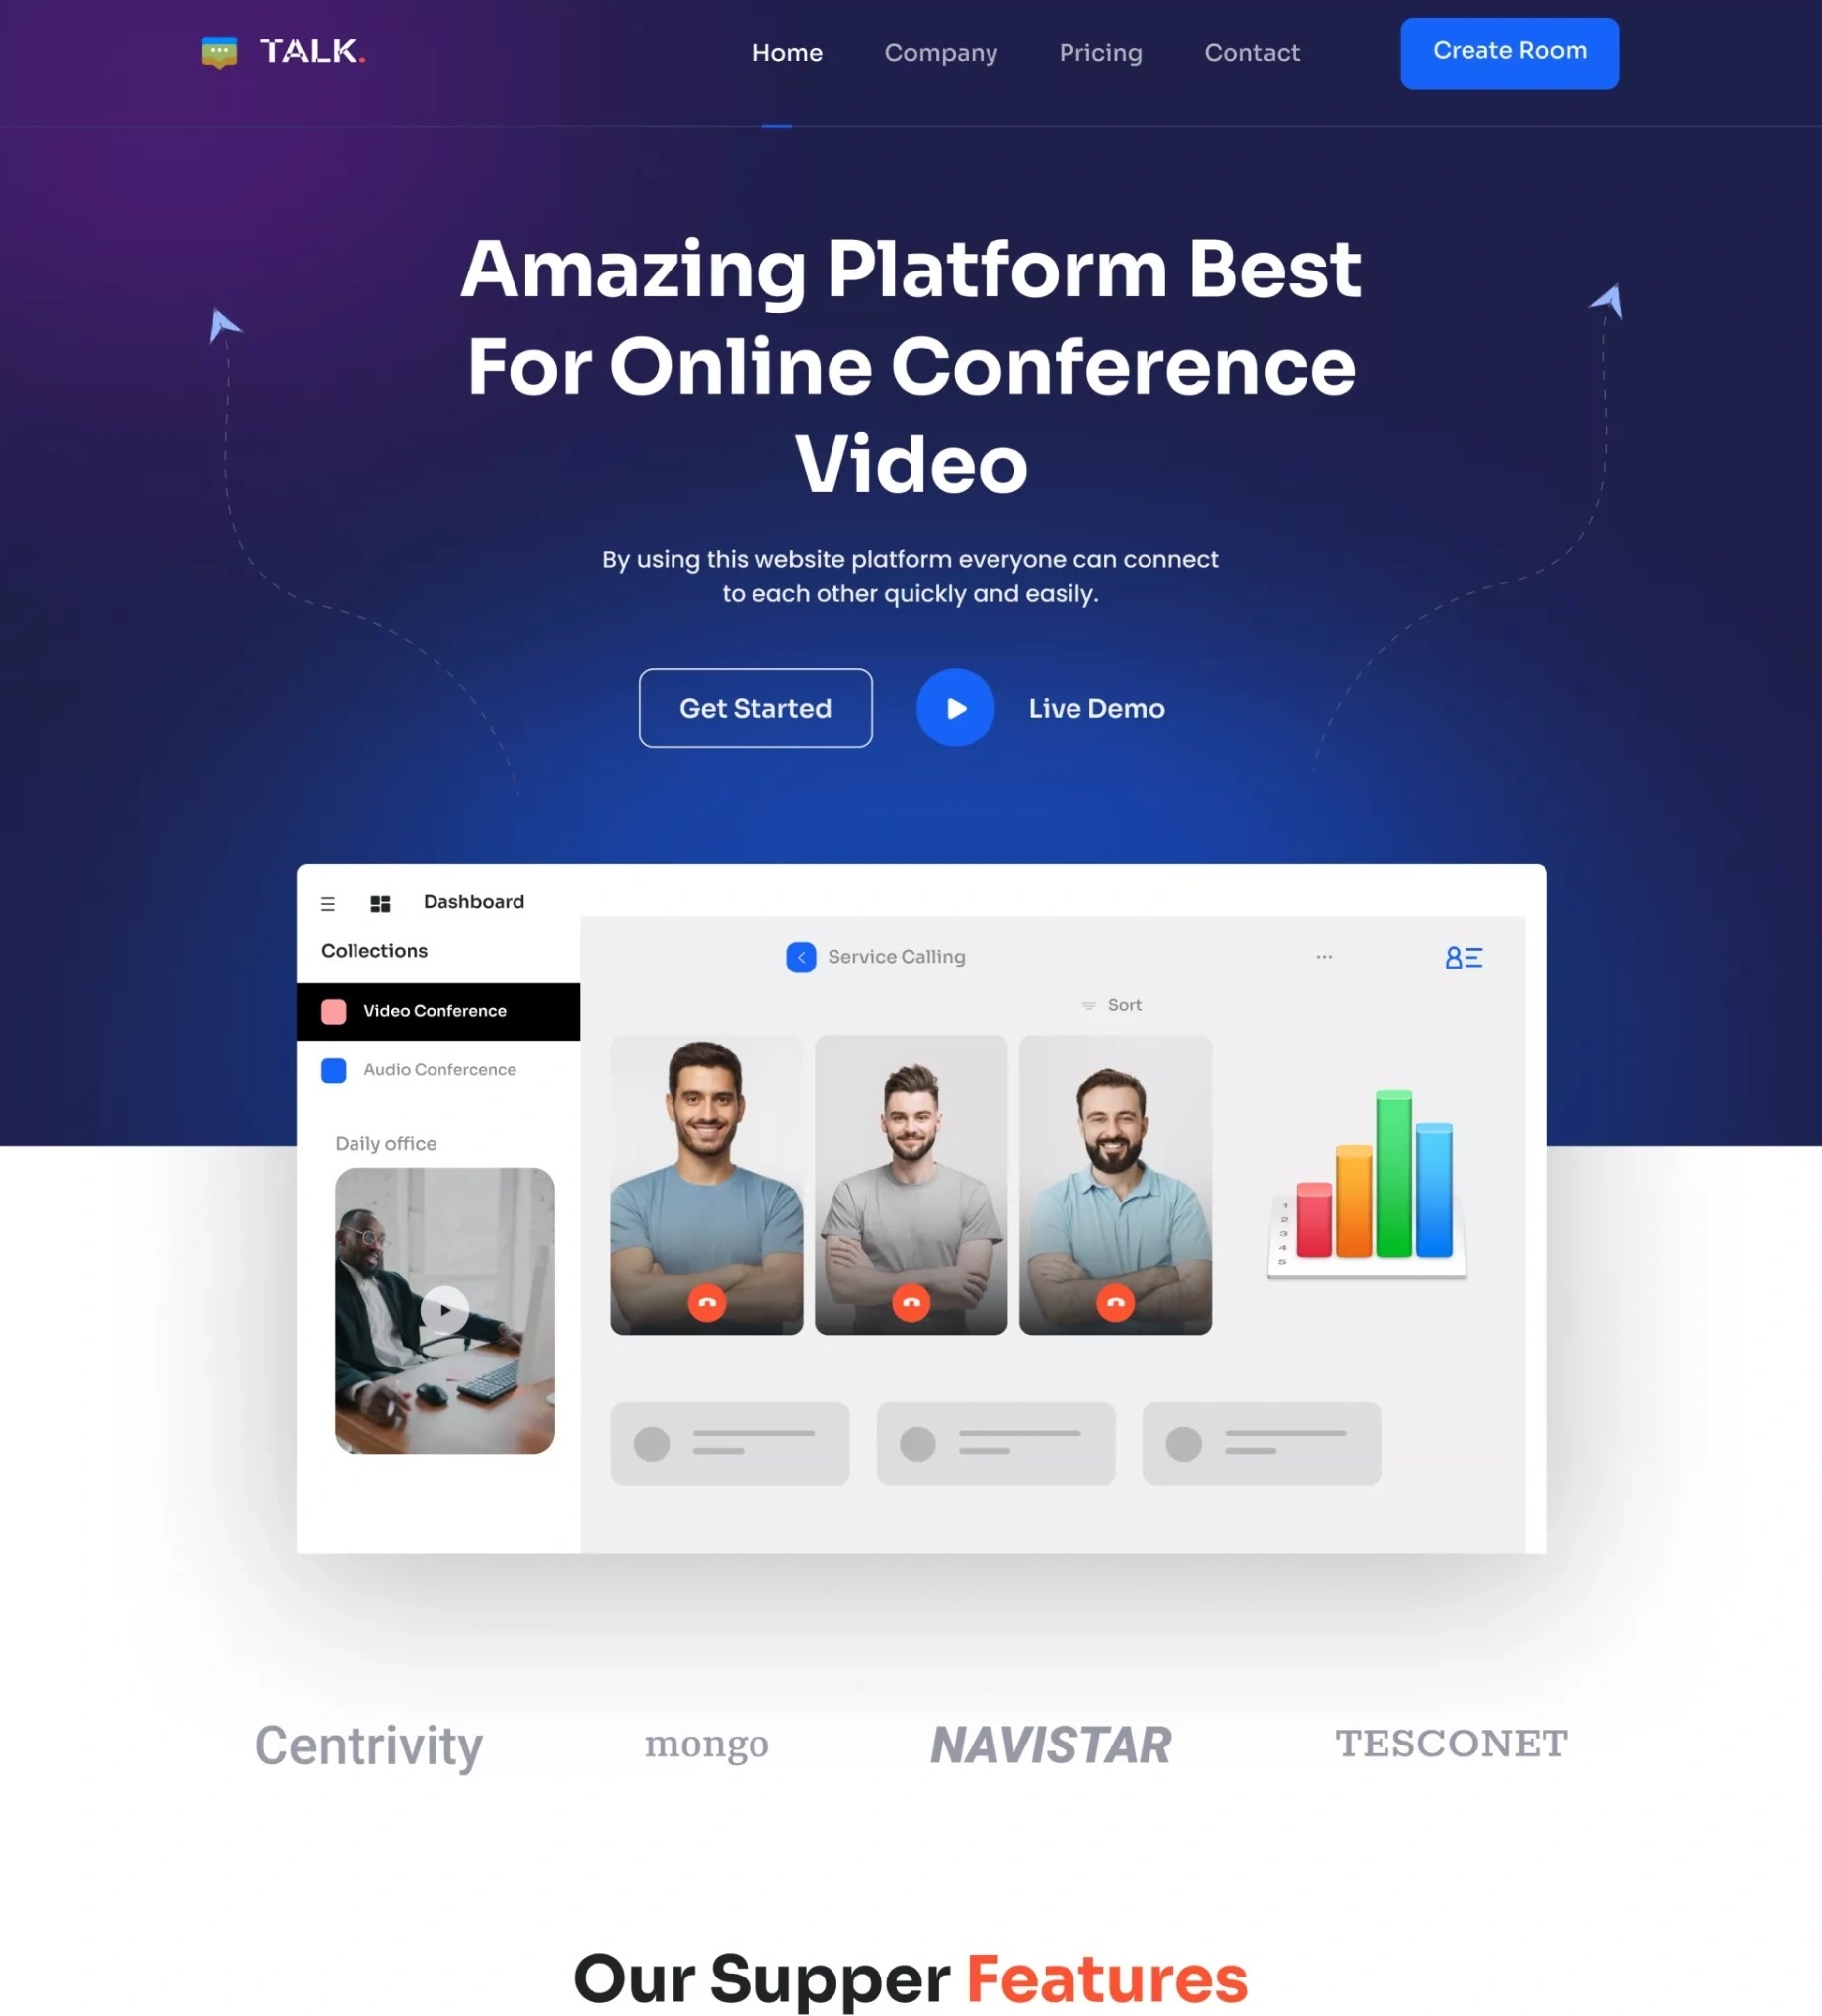 TALK.
Home
Company
Pricing
Contact
Create Room
Amazing Platform Best
For Online Conference
Video
By using this website platform everyone can connect
to each other quickly and easily.
Get Started
Live Demo
Dashboard
Collections
Video Conference
Audio Confercence
Daily office
Service Calling
Sort
1
2
3
4
5
Centrivity
mongo
NAVISTAR
TESCONET
Our Supper Features